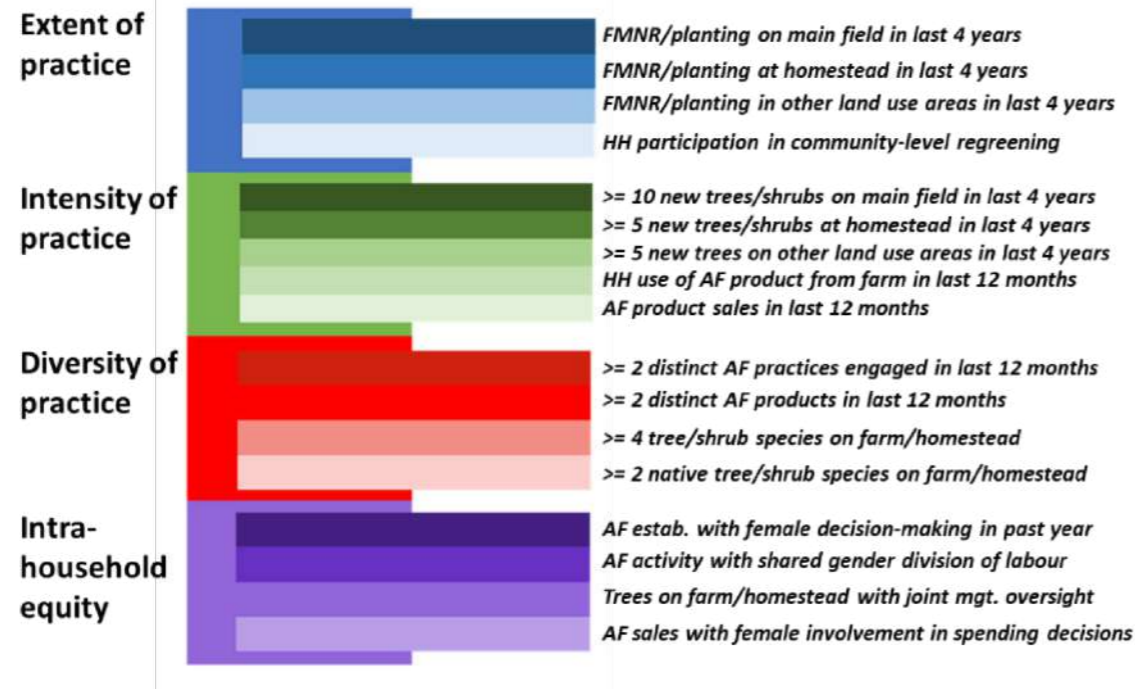 Extent of
practice
FMNR/planting on main field in last 4 years
FMNR/planting at homestead in last 4 years
FMNR/planting in other land use areas in last 4 years
HH participation in community-level regreening
Intensity of
practice
>= 10 new trees/shrubs on main field in last 4 years
>= 5 new trees/shrubs at homestead in last 4 years
>= 5 new trees on other land use areas in last 4 years
HH use of AF product from farm in last 12 months
AF product sales in last 12 months
Diversity of
practice
>= 2 distinct AF practices engaged in last 12 months
>= 2 distinct AF products in last 12 months
>= 4 tree/shrub species on farm/homestead
>= 2 native tree/shrub species on farm/homestead
Intra-
household
equity
AF estab. with female decision-making in past year
AF activity with shared gender division of labour
Trees on farm/homestead with joint mgt. oversight
AF sales with female involvement in spending decisions